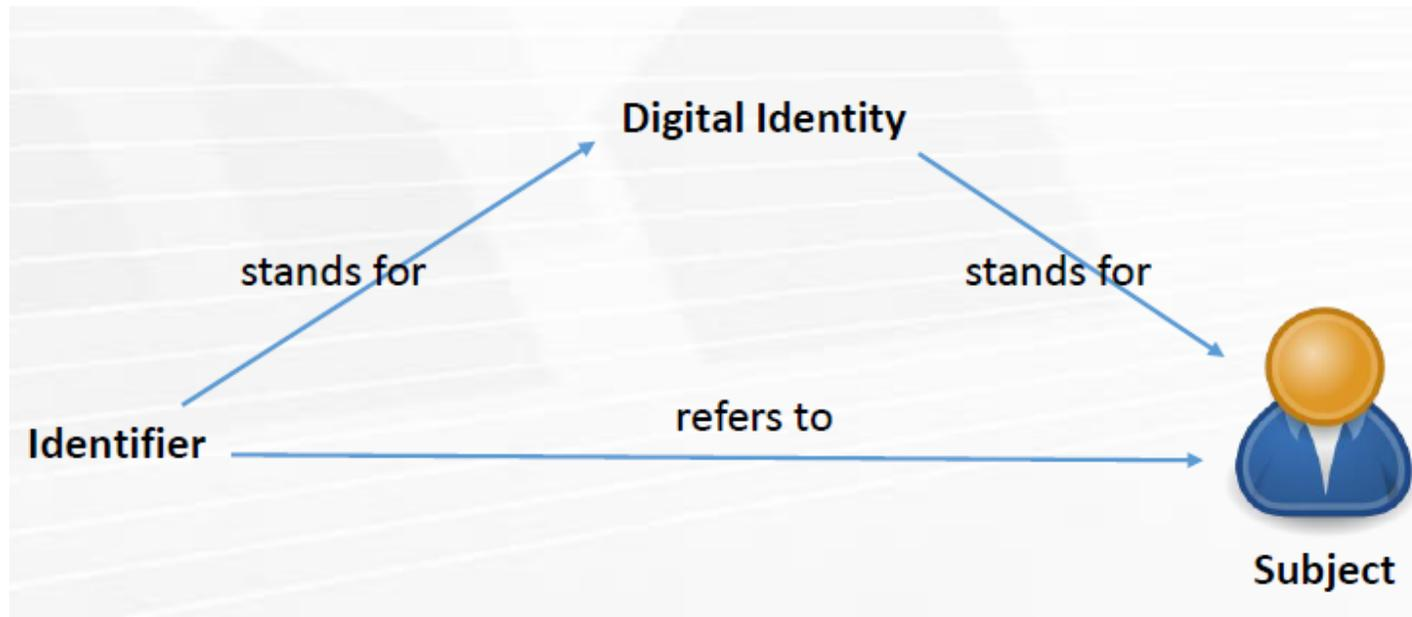 Digital Identity
stands for
stands for
refers to
Identifier
Subject